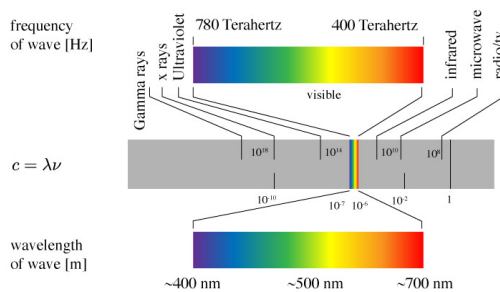 frequency
of wave [Hz]
780 Terahertz
400 Terahertz
Gamma rays
x rays
Ultraviolet
visible
infrared
microwave
c = λν
10¹⁸
10¹⁴
10¹⁰
10⁸
10⁻¹⁰
10⁻⁷
10⁻⁶
10⁻²
1
wavelength
of wave [m]
~400 nm
~500 nm
~700 nm